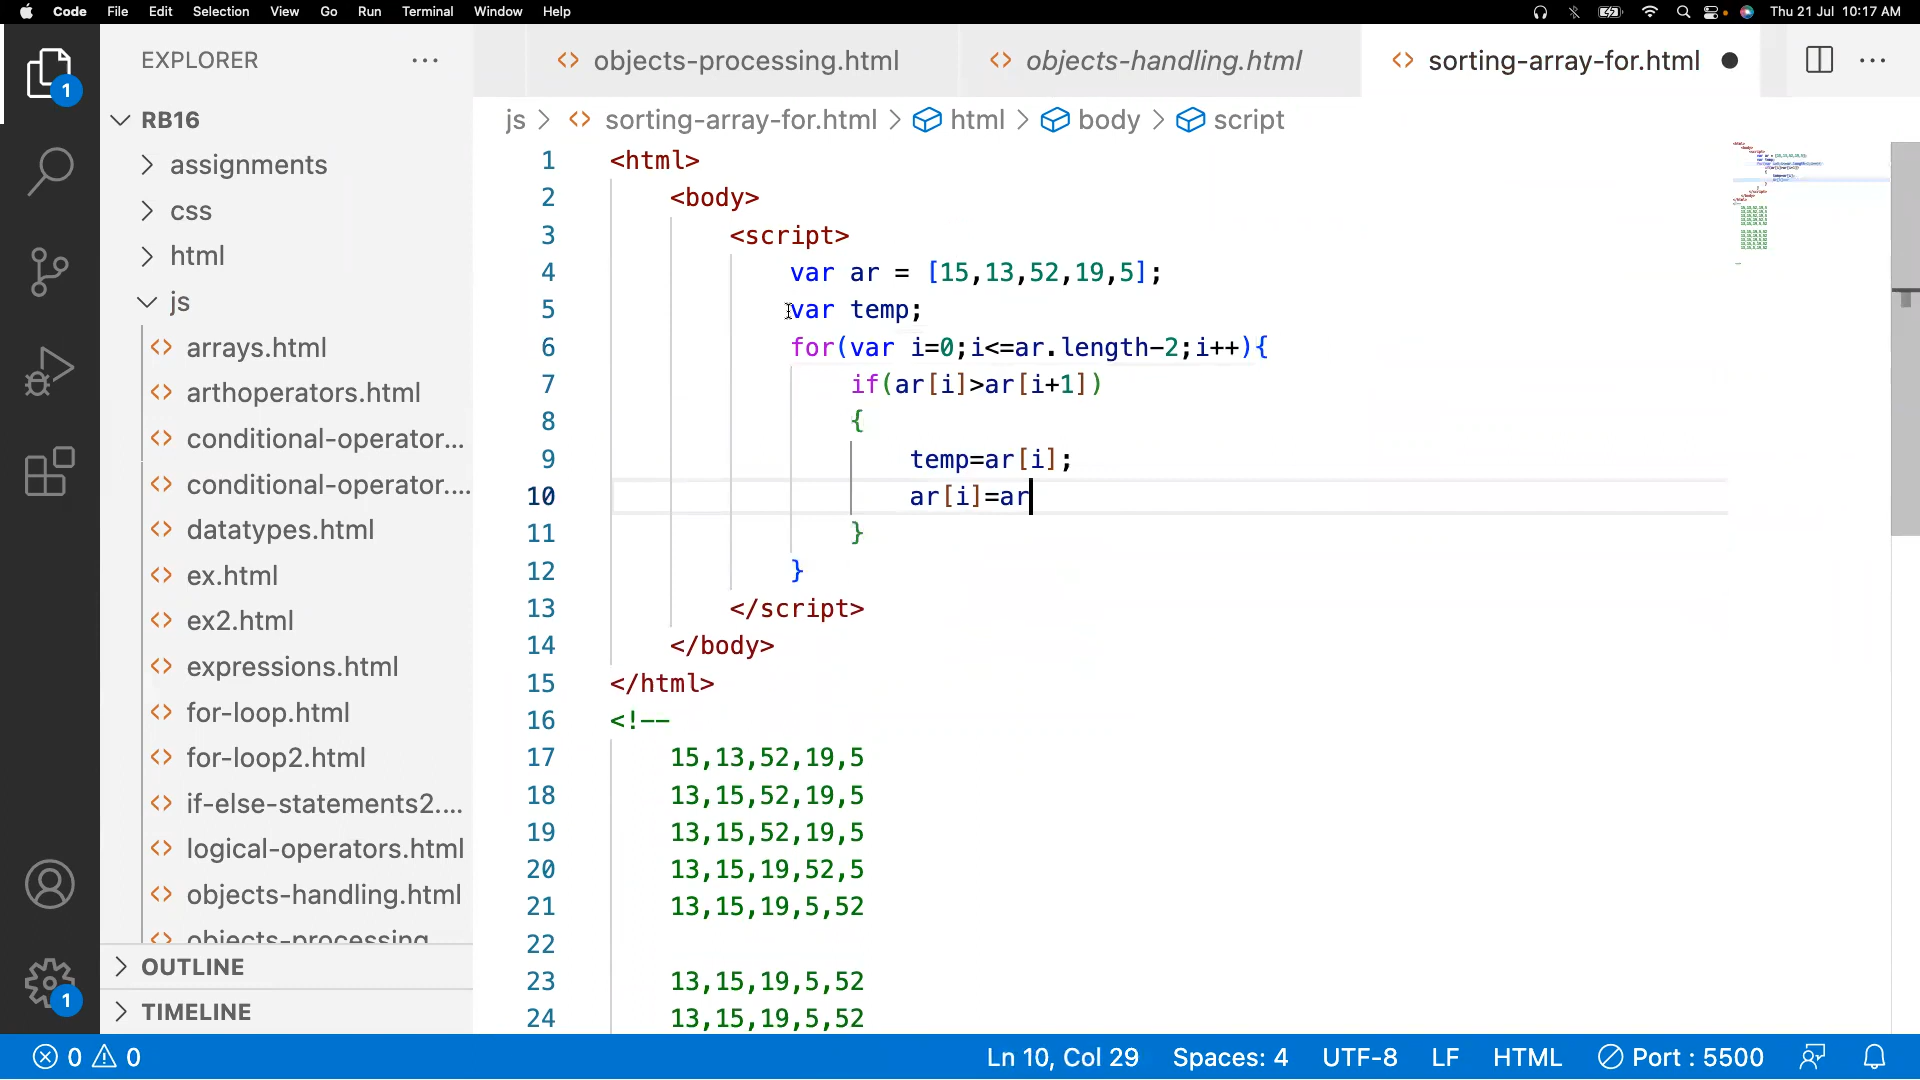 Code File Edit Selection View Go Run Terminal Window Help Thu 21 Jul 10:17 AM
EXPLORER ··· objects-processing.html objects-handling.html sorting-array-for.html ···
js > sorting-array-for.html > html > body > script
RB16
assignments
css
html
js
arrays.html
arthoperators.html
conditional-operator...
conditional-operator....
datatypes.html
ex.html
ex2.html
expressions.html
for-loop.html
for-loop2.html
if-else-statements2....
logical-operators.html
objects-handling.html
objects-processing
OUTLINE
TIMELINE
1 <html>
2 <body>
3 <script>
4 var ar = [15,13,52,19,5];
5 var temp;
6 for(var i=0;i<=ar.length-2;i++){
7 if(ar[i]>ar[i+1])
8 {
9 temp=ar[i];
10 ar[i]=ar
11 }
12 }
13 </script>
14 </body>
15 </html>
16 <!--
17 15,13,52,19,5
18 13,15,52,19,5
19 13,15,52,19,5
20 13,15,19,52,5
21 13,15,19,5,52
22
23 13,15,19,5,52
24 13,15,19,5,52
1
1
0 0 Ln 10, Col 29 Spaces: 4 UTF-8 LF HTML Port : 5500